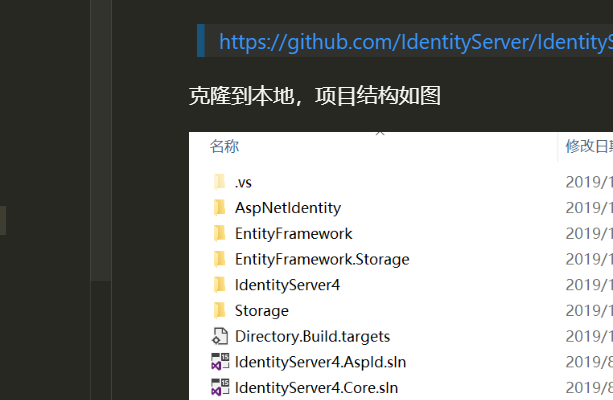 https://github.com/IdentityServer/IdentityS
克隆到本地，项目结构如图
名称 修改日期
.vs 2019/1
AspNetIdentity 2019/1
EntityFramework 2019/1
EntityFramework.Storage 2019/1
IdentityServer4 2019/1
Storage 2019/1
Directory.Build.targets 2019/1
IdentityServer4.AspId.sln 2019/8
IdentityServer4.Core.sln 2019/8